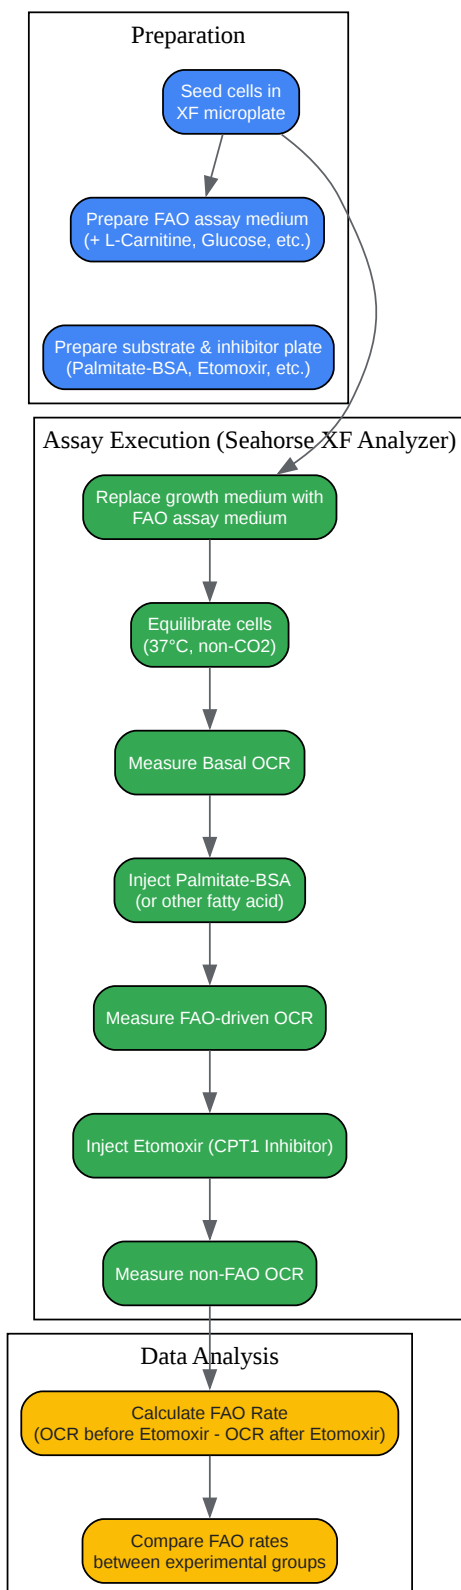 Preparation
Seed cells in
XF microplate
Prepare FAO assay medium
(+ L-Carnitine, Glucose, etc.)
Prepare substrate & inhibitor plate
(Palmitate-BSA, Etomoxir, etc.)
Assay Execution (Seahorse XF Analyzer)
Replace growth medium with
FAO assay medium
Equilibrate cells
(37°C, non-CO2)
Measure Basal OCR
Inject Palmitate-BSA
(or other fatty acid)
Measure FAO-driven OCR
Inject Etomoxir (CPT1 Inhibitor)
Measure non-FAO OCR
Data Analysis
Calculate FAO Rate
(OCR before Etomoxir - OCR after Etomoxir)
Compare FAO rates
between experimental groups